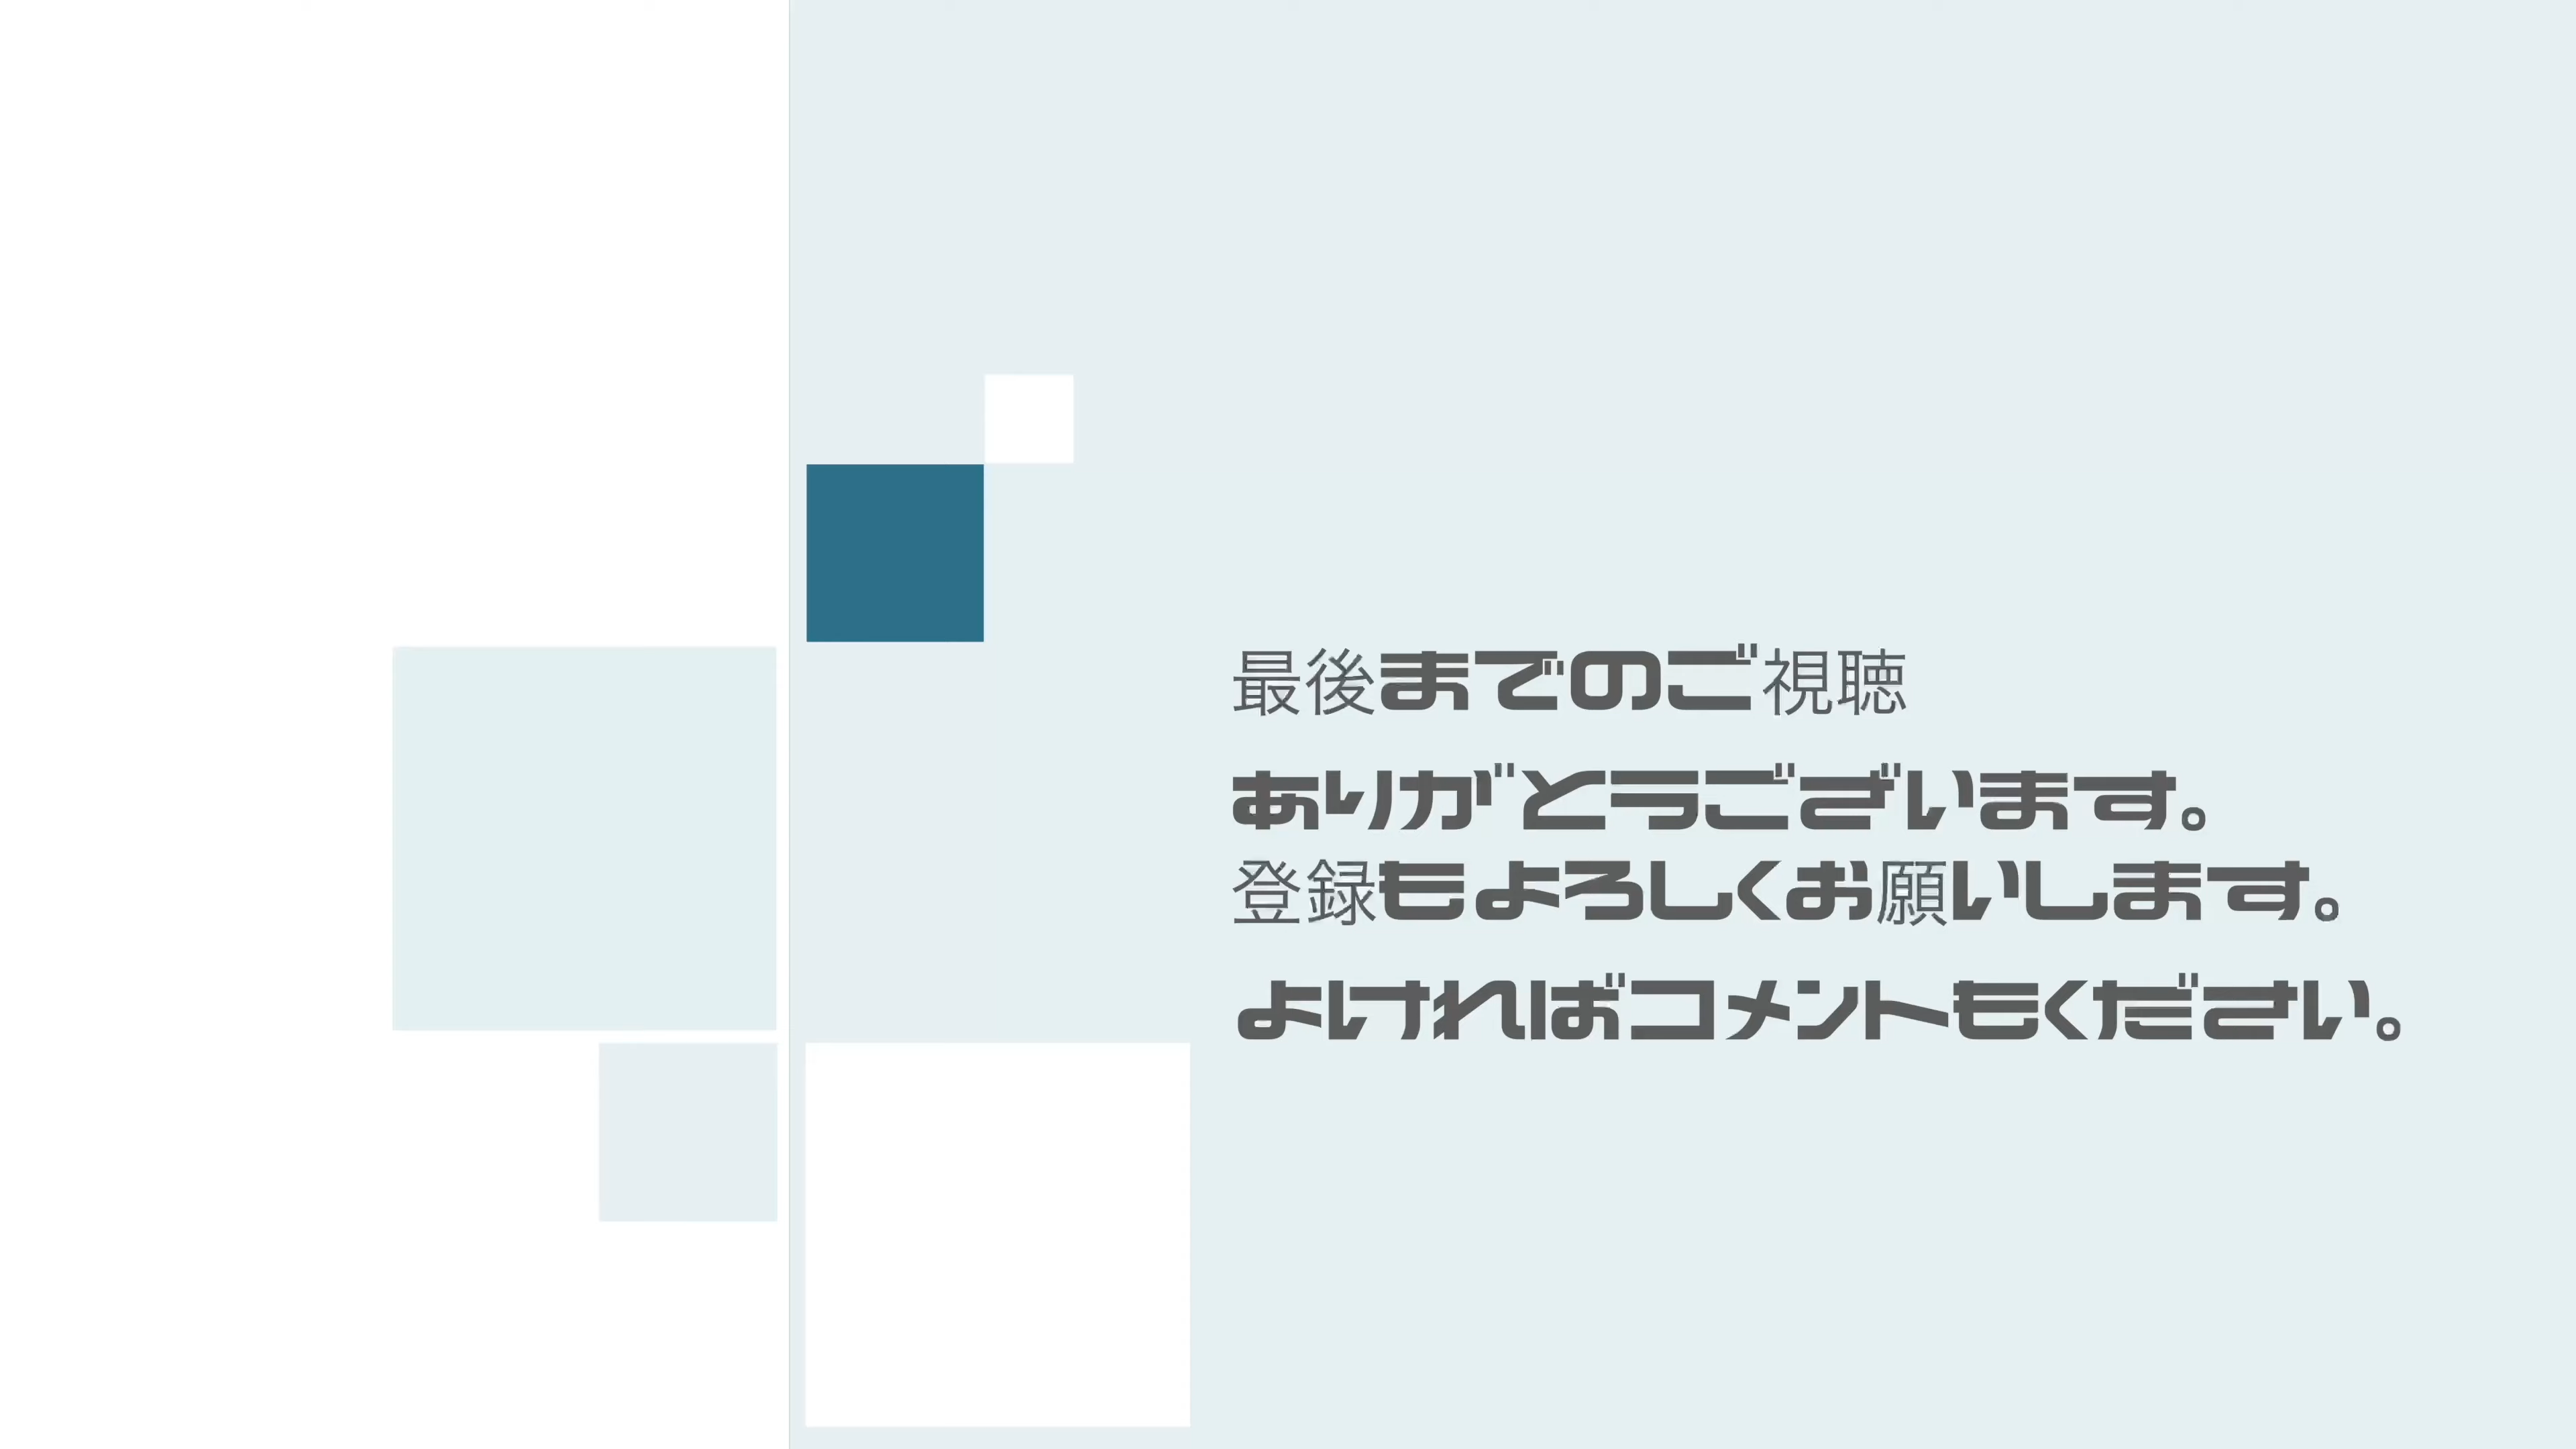 最後までのご視聴
ありがとうございます。
登録もよろしくお願いします。
よければコメントもください。